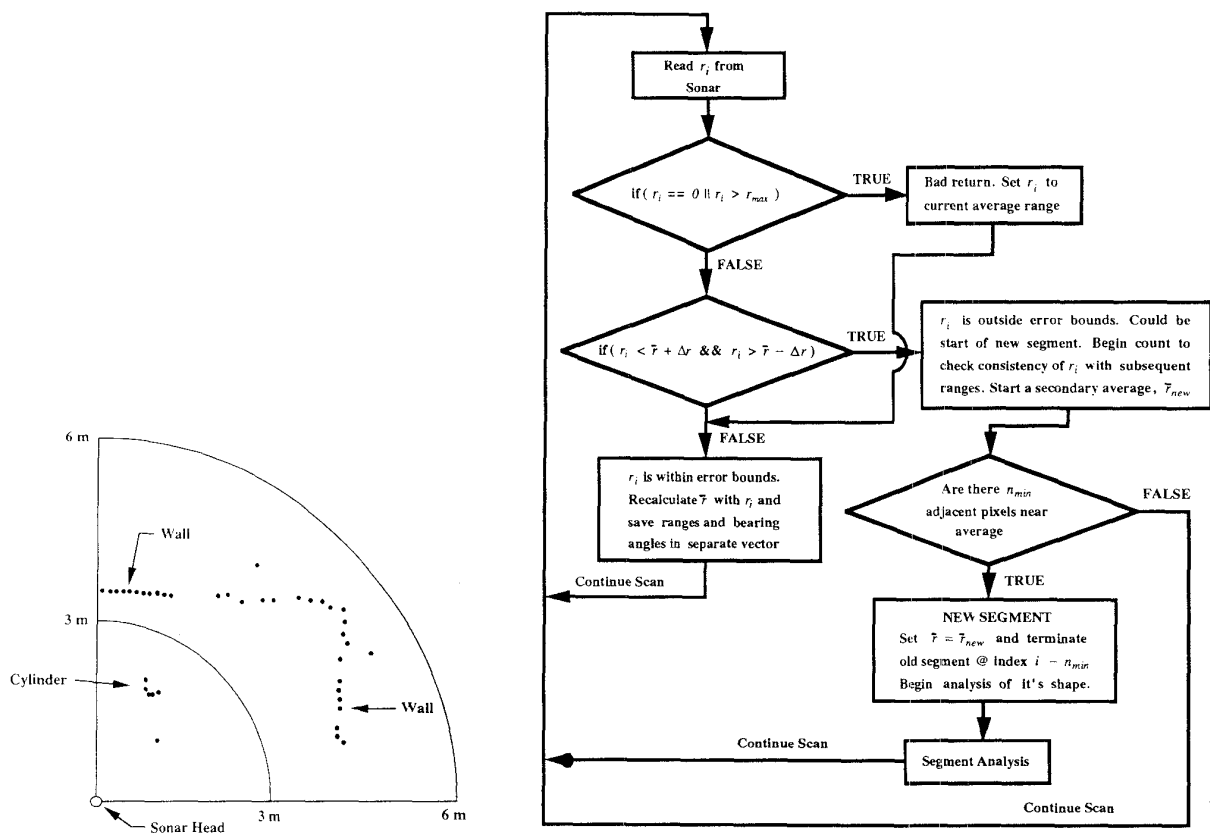 6 m
Wall
3 m
Cylinder
Wall
Sonar Head
3 m
6 m
Read r_i from
Sonar
if ( r_i == 0 || r_i > r_max )
TRUE
Bad return. Set r_i to
current average range
FALSE
if ( r_i < r̄ + Δr && r_i > r̄ − Δr )
TRUE
r_i is outside error bounds. Could be
start of new segment. Begin count to
check consistency of r_i with subsequent
ranges. Start a secondary average, r̄_new
FALSE
r_i is within error bounds.
Recalculate r̄ with r_i and
save ranges and bearing
angles in separate vector
Continue Scan
Are there n_min
adjacent pixels near
average
FALSE
TRUE
NEW SEGMENT
Set r̄ = r̄_new and terminate
old segment @ index i − n_min
Begin analysis of it's shape.
Continue Scan
Segment Analysis
Continue Scan